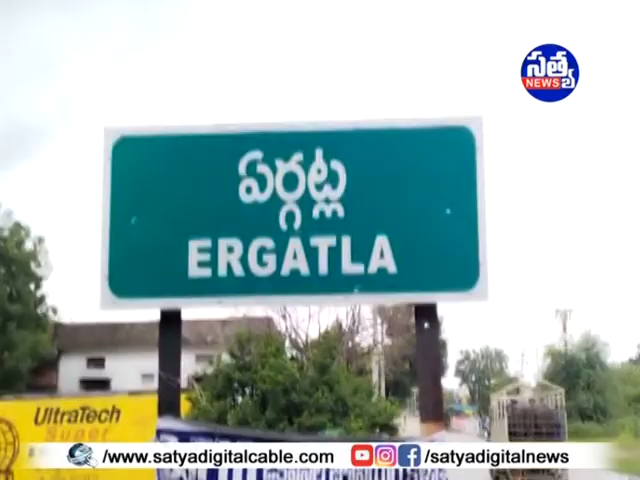 సత్య
NEWS
ఏర్గట్ల
ERGATLA
UltraTech
Super
/www.satyadigitalcable.com
/satyadigitalnews